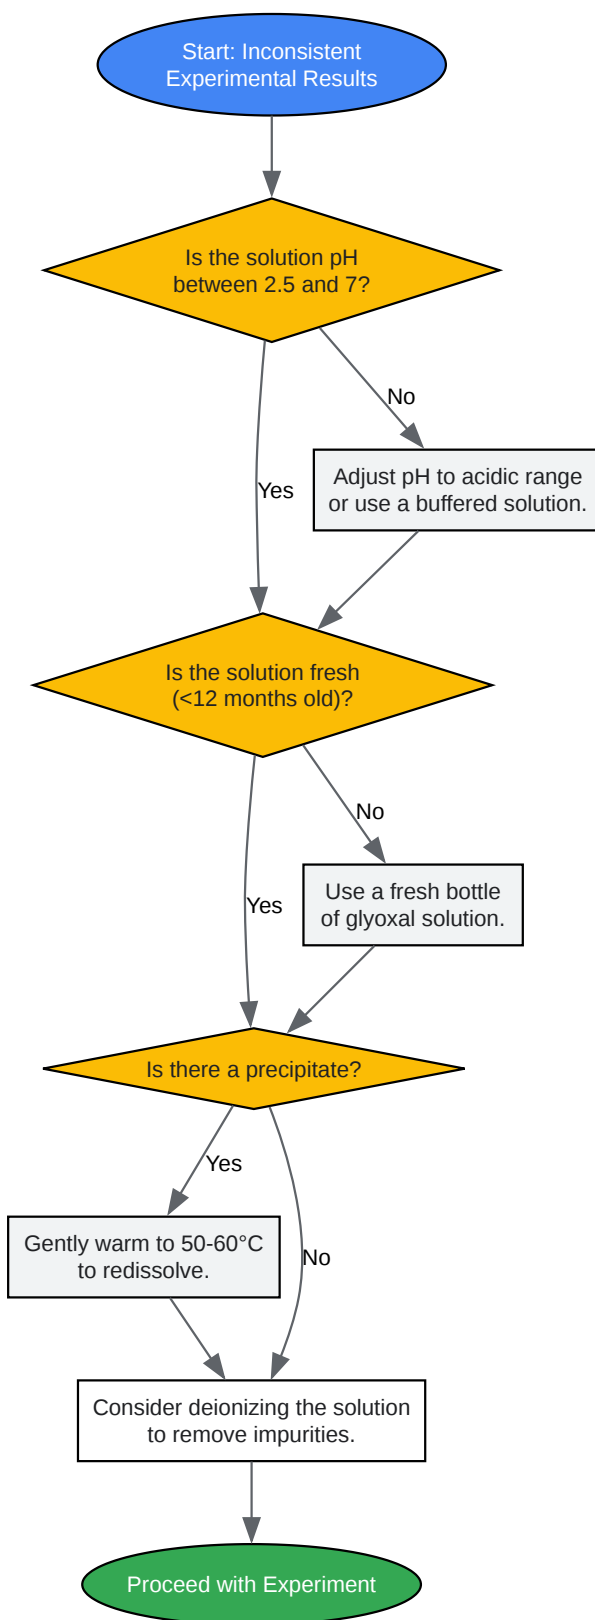 Start: Inconsistent
Experimental Results
Is the solution pH
between 2.5 and 7?
No
Adjust pH to acidic range
or use a buffered solution.
Yes
Is the solution fresh
(<12 months old)?
No
Use a fresh bottle
of glyoxal solution.
Yes
Is there a precipitate?
Yes
Gently warm to 50-60°C
to redissolve.
No
Consider deionizing the solution
to remove impurities.
Proceed with Experiment